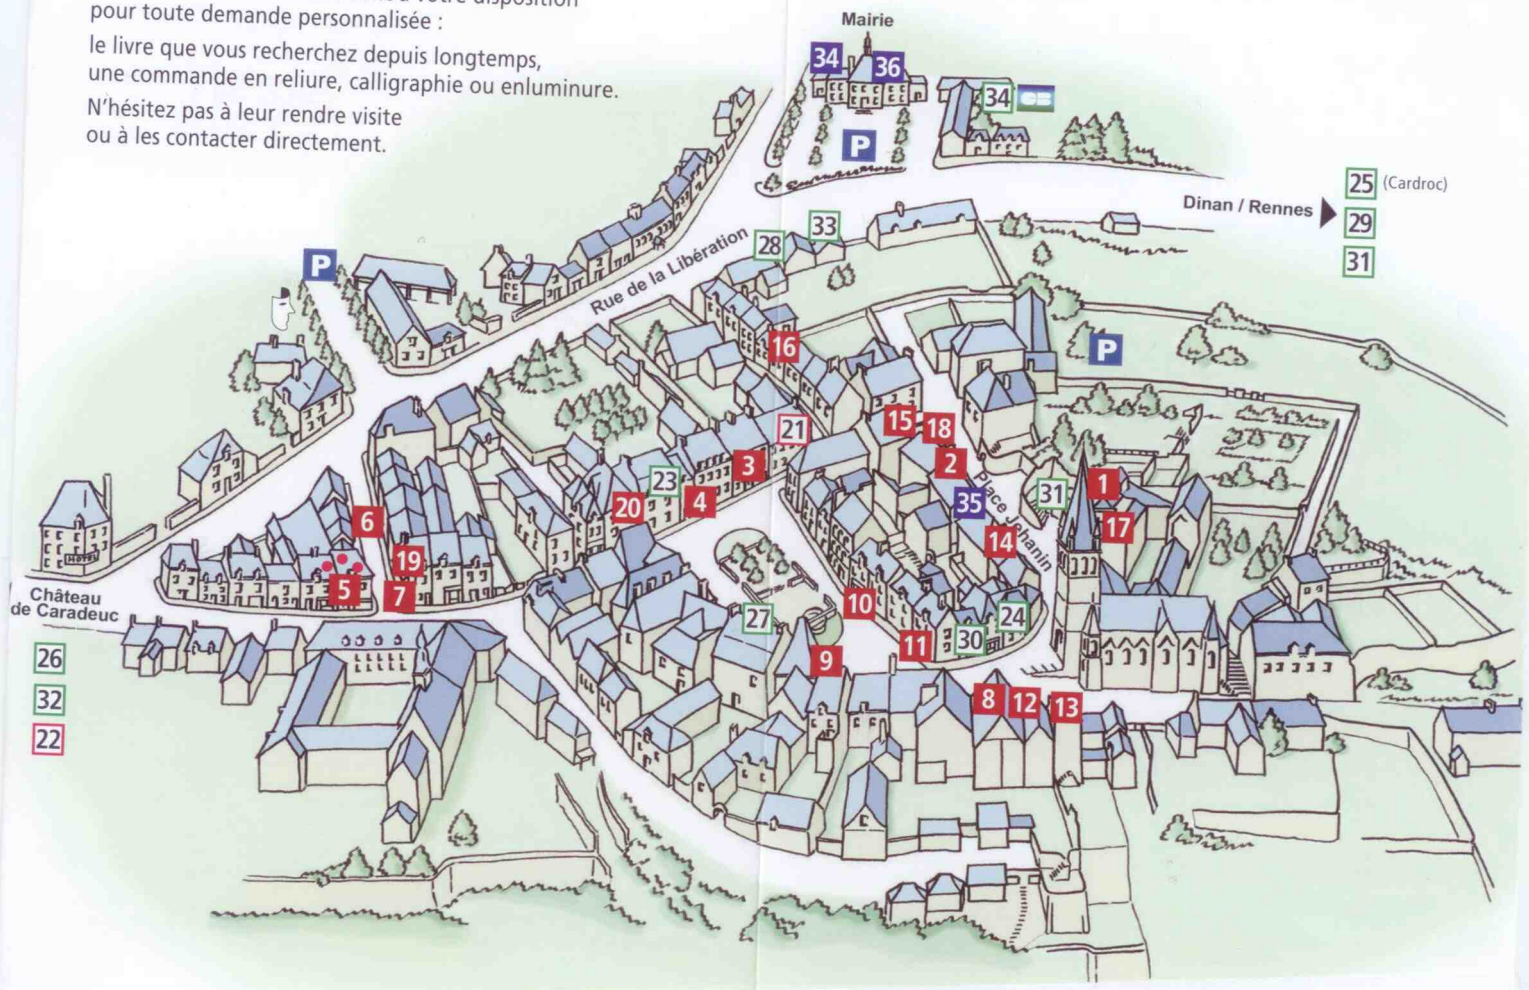 votre disposition
pour toute demande personnalisée :
le livre que vous recherchez depuis longtemps,
une commande en reliure, calligraphie ou enluminure.
N'hésitez pas à leur rendre visite
ou à les contacter directement.
Mairie
34
36
34
P
25 (Cardroc)
Dinan / Rennes
29
31
33
28
Rue de la Libération
P
16
P
21
15
18
2
3
23
4
20
35
Place Jehanin
31
1
17
14
6
19
5
7
HOTEL
Château
de Caradeuc
26
32
22
27
10
24
30
11
9
8
12
13